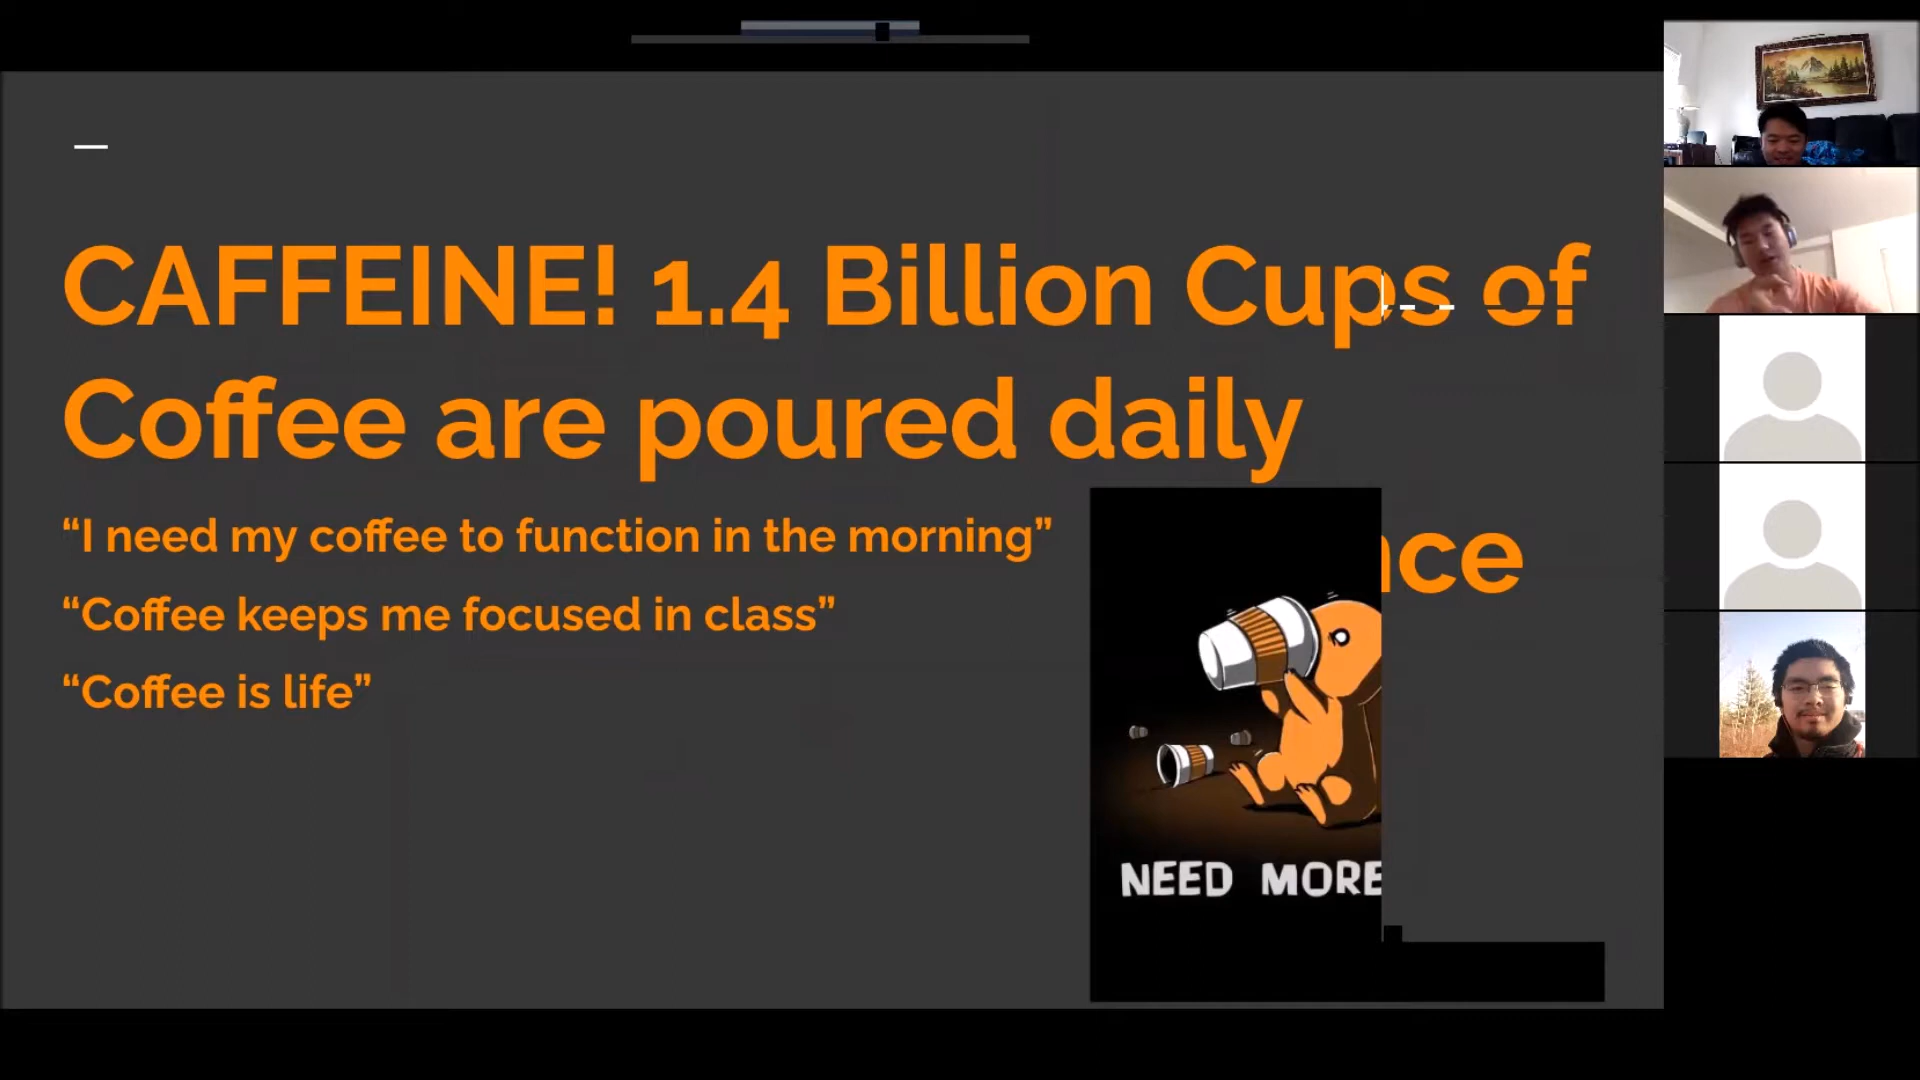 CAFFEINE! 1.4 Billion Cups of
Coffee are poured daily
“I need my coffee to function in the morning”
nce
“Coffee keeps me focused in class”
“Coffee is life”
NEED MORE